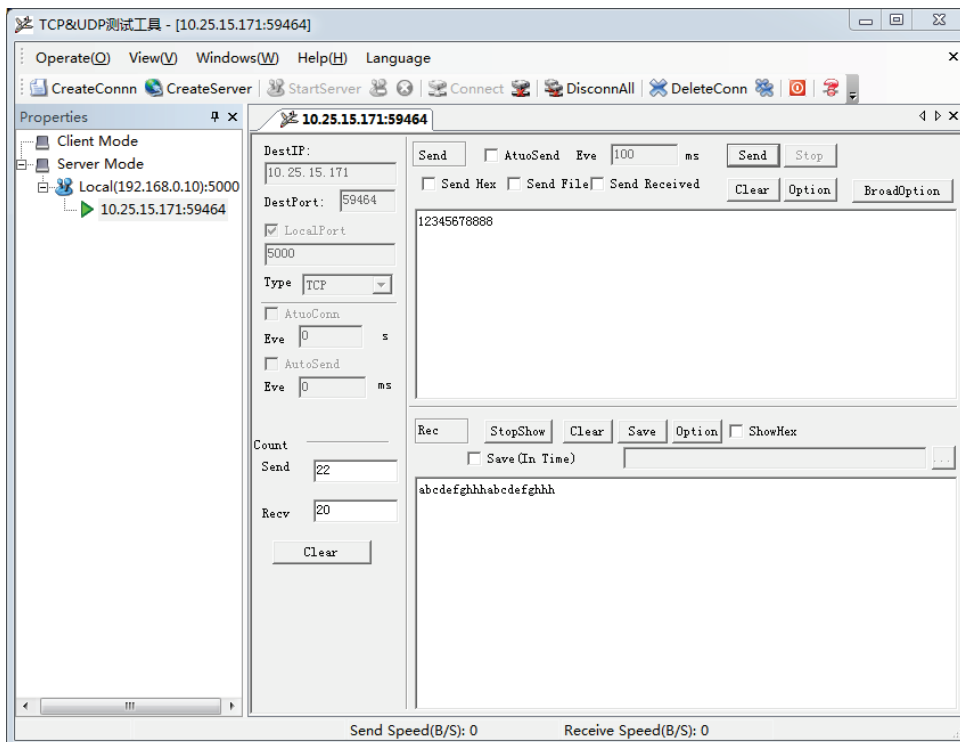 TCP&UDP测试工具 - [10.25.15.171:59464]
Operate(O) View(V) Windows(W) Help(H) Language
CreateConnn CreateServer StartServer Connect DisconnAll DeleteConn
Properties
Client Mode
Server Mode
Local(192.168.0.10):5000
10.25.15.171:59464
10.25.15.171:59464
DestIP:
10.25.15.171
DestPort: 59464
LocalPort
5000
Type TCP
AtuoConn
Eve 0 s
AutoSend
Eve 0 ms
Count
Send 22
Recv 20
Clear
Send AtuoSend Eve 100 ms Send Stop
Send Hex Send File Send Received Clear Option BroadOption
12345678888
Rec StopShow Clear Save Option ShowHex
Save(In Time) ...
abcdefghhhabcdefghhh
Send Speed(B/S): 0 Receive Speed(B/S): 0